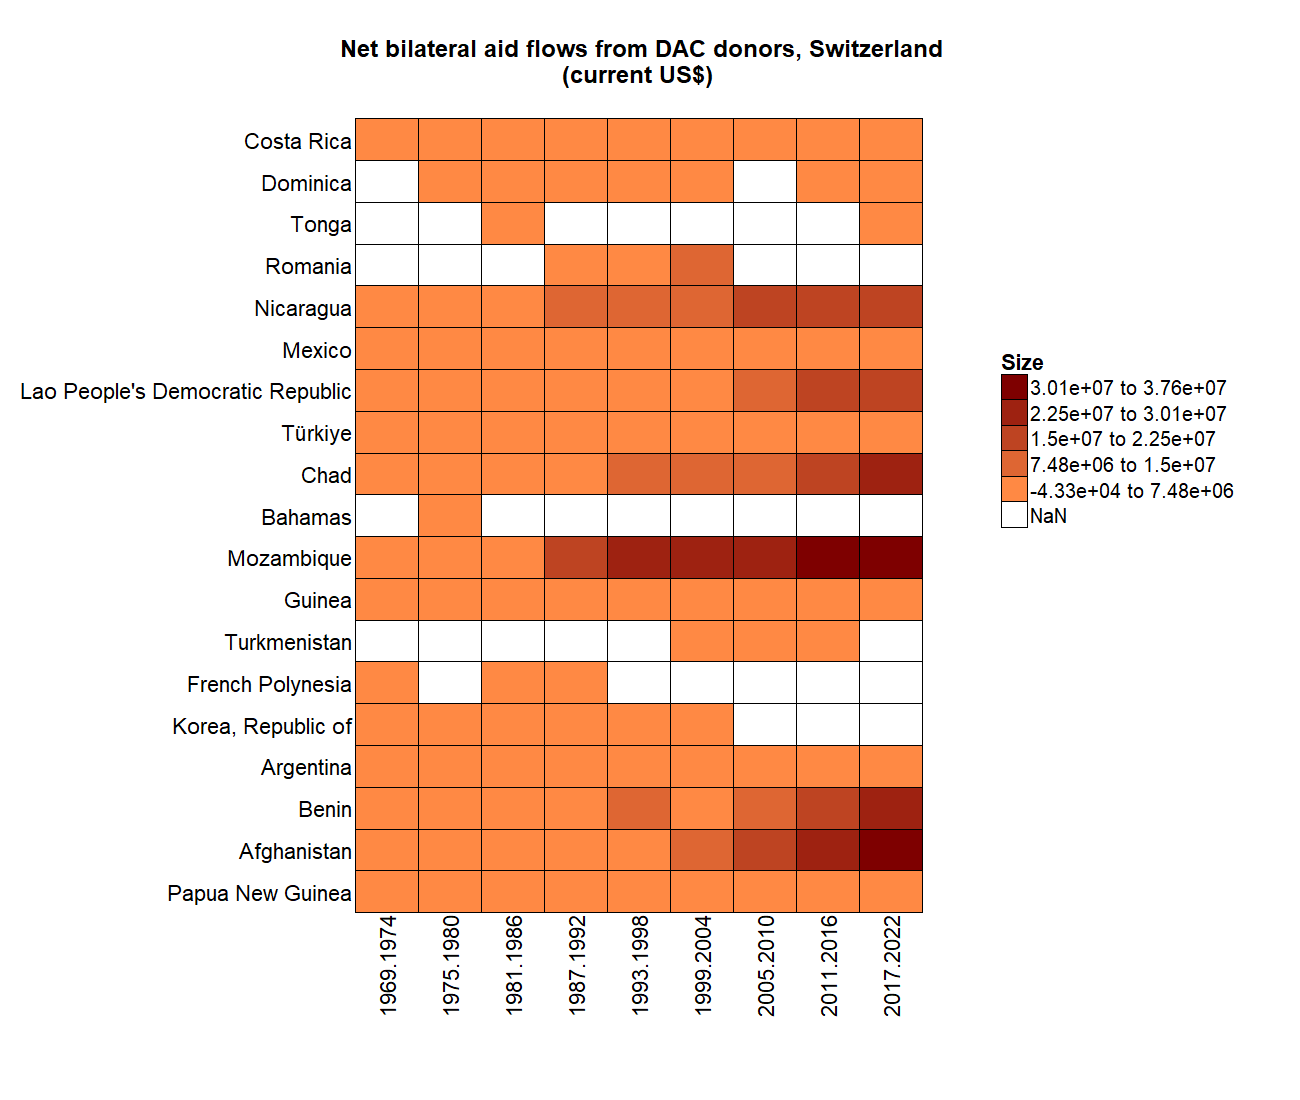 Net bilateral aid flows from DAC donors, Switzerland
(current US$)
Costa Rica
Dominica
Tonga
Romania
Nicaragua
Mexico
Lao People's Democratic Republic
Türkiye
Chad
Bahamas
Mozambique
Guinea
Turkmenistan
French Polynesia
Korea, Republic of
Argentina
Benin
Afghanistan
Papua New Guinea
1969.1974
1975.1980
1981.1986
1987.1992
1993.1998
1999.2004
2005.2010
2011.2016
2017.2022
Size
3.01e+07 to 3.76e+07
2.25e+07 to 3.01e+07
1.5e+07 to 2.25e+07
7.48e+06 to 1.5e+07
-4.33e+04 to 7.48e+06
NaN